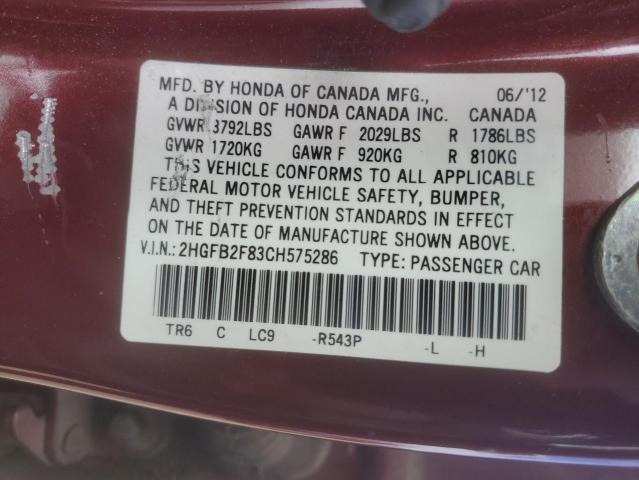 MFD. BY HONDA OF CANADA MFG., 06/'12
A DIVISION OF HONDA CANADA INC. CANADA
GVWR 3792LBS GAWR F 2029LBS R 1786LBS
GVWR 1720KG GAWR F 920KG R 810KG
THIS VEHICLE CONFORMS TO ALL APPLICABLE
FEDERAL MOTOR VEHICLE SAFETY, BUMPER,
AND THEFT PREVENTION STANDARDS IN EFFECT
ON THE DATE OF MANUFACTURE SHOWN ABOVE.
V.I.N.: 2HGFB2F83CH575286 TYPE: PASSENGER CAR
TR6 C LC9 -R543P -L -H